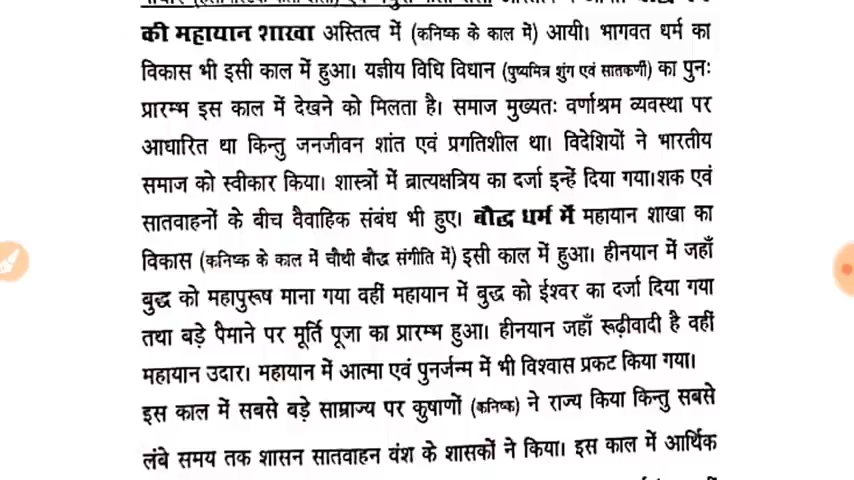 की महायान शाखा अस्तित्व में (कनिष्क के काल में) आयी। भागवत धर्म का
विकास भी इसी काल में हुआ। यज्ञीय विधि विधान (पुष्यमित्र शुंग एवं सातकर्णी) का पुनः
प्रारम्भ इस काल में देखने को मिलता है। समाज मुख्यतः वर्णाश्रम व्यवस्था पर
आधारित था किन्तु जनजीवन शांत एवं प्रगतिशील था। विदेशियों ने भारतीय
समाज को स्वीकार किया। शास्त्रों में व्रात्यक्षत्रिय का दर्जा इन्हें दिया गया।शक एवं
सातवाहनों के बीच वैवाहिक संबंध भी हुए। बौद्ध धर्म में महायान शाखा का
विकास (कनिष्क के काल में चौथी बौद्ध संगीति में) इसी काल में हुआ। हीनयान में जहाँ
बुद्ध को महापुरूष माना गया वहीं महायान में बुद्ध को ईश्वर का दर्जा दिया गया
तथा बड़े पैमाने पर मूर्ति पूजा का प्रारम्भ हुआ। हीनयान जहाँ रूढ़ीवादी है वहीं
महायान उदार। महायान में आत्मा एवं पुनर्जन्म में भी विश्वास प्रकट किया गया।
इस काल में सबसे बड़े साम्राज्य पर कुषाणों (कनिष्क) ने राज्य किया किन्तु सबसे
लंबे समय तक शासन सातवाहन वंश के शासकों ने किया। इस काल में आर्थिक